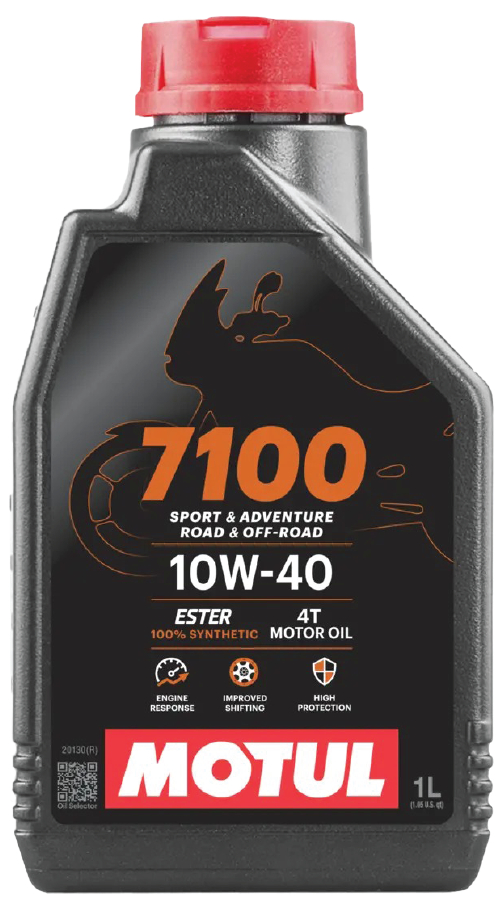 7100
SPORT & ADVENTURE
ROAD & OFF-ROAD
10W-40
ESTER
100% SYNTHETIC
4T
MOTOR OIL
ENGINE
RESPONSE
IMPROVED
SHIFTING
HIGH
PROTECTION
20130(R)
Oil Selector
MOTUL
1L
(1.05 U.S. qt)